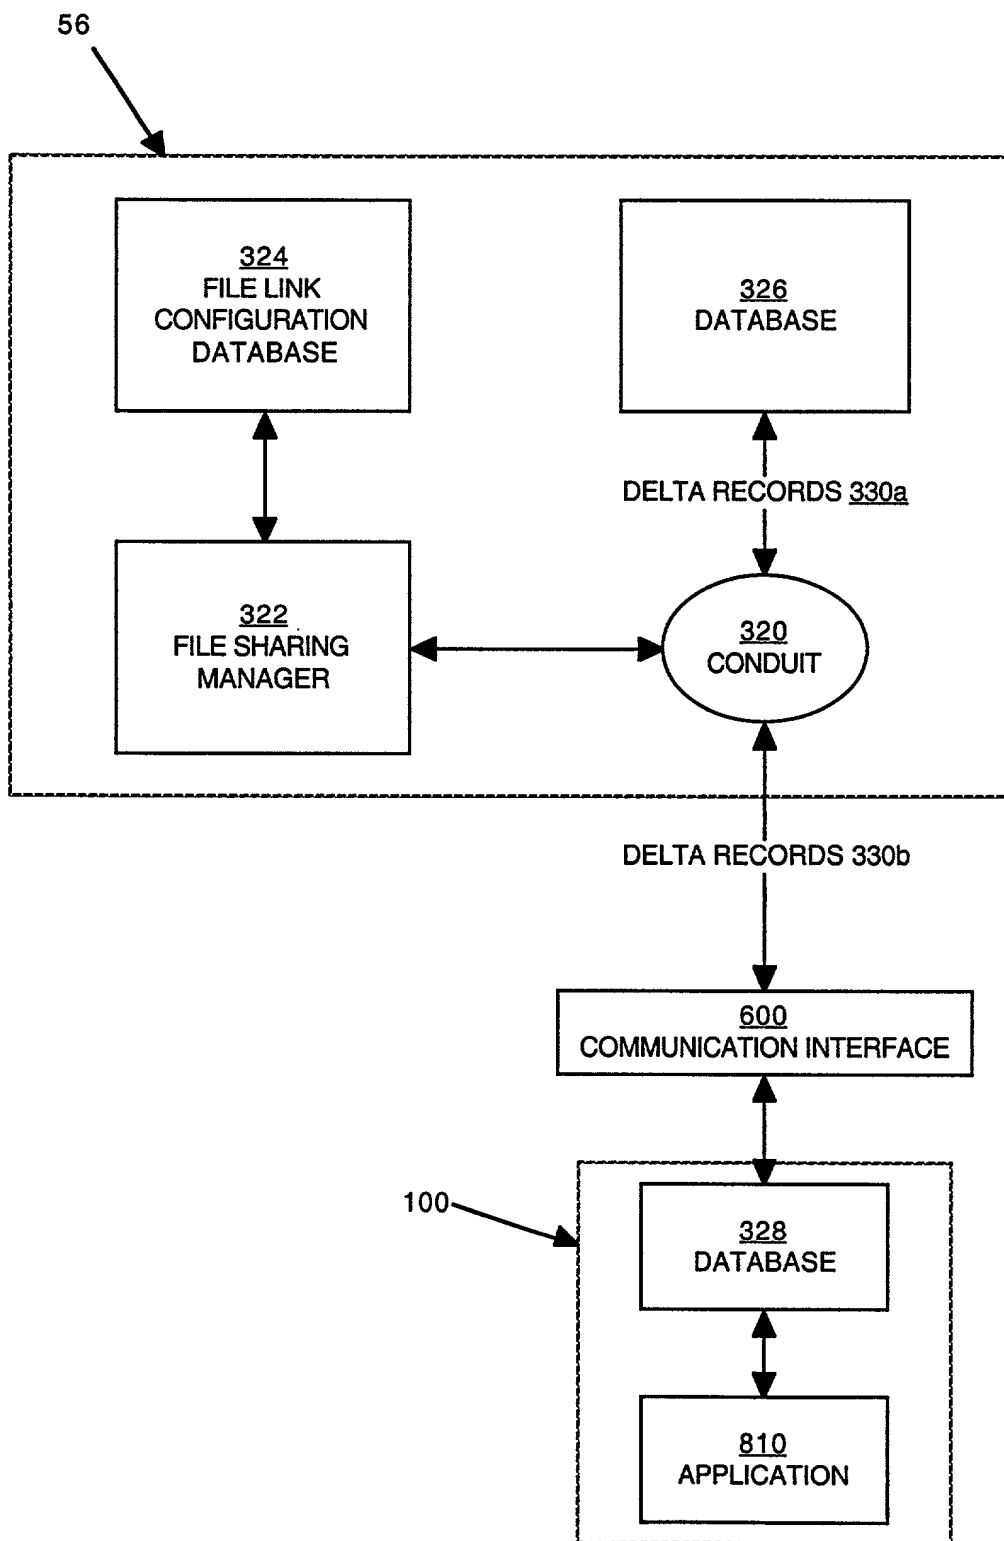 56
324
FILE LINK
CONFIGURATION
DATABASE
326
DATABASE
DELTA RECORDS 330a
322
FILE SHARING
MANAGER
320
CONDUIT
DELTA RECORDS 330b
600
COMMUNICATION INTERFACE
100
328
DATABASE
810
APPLICATION